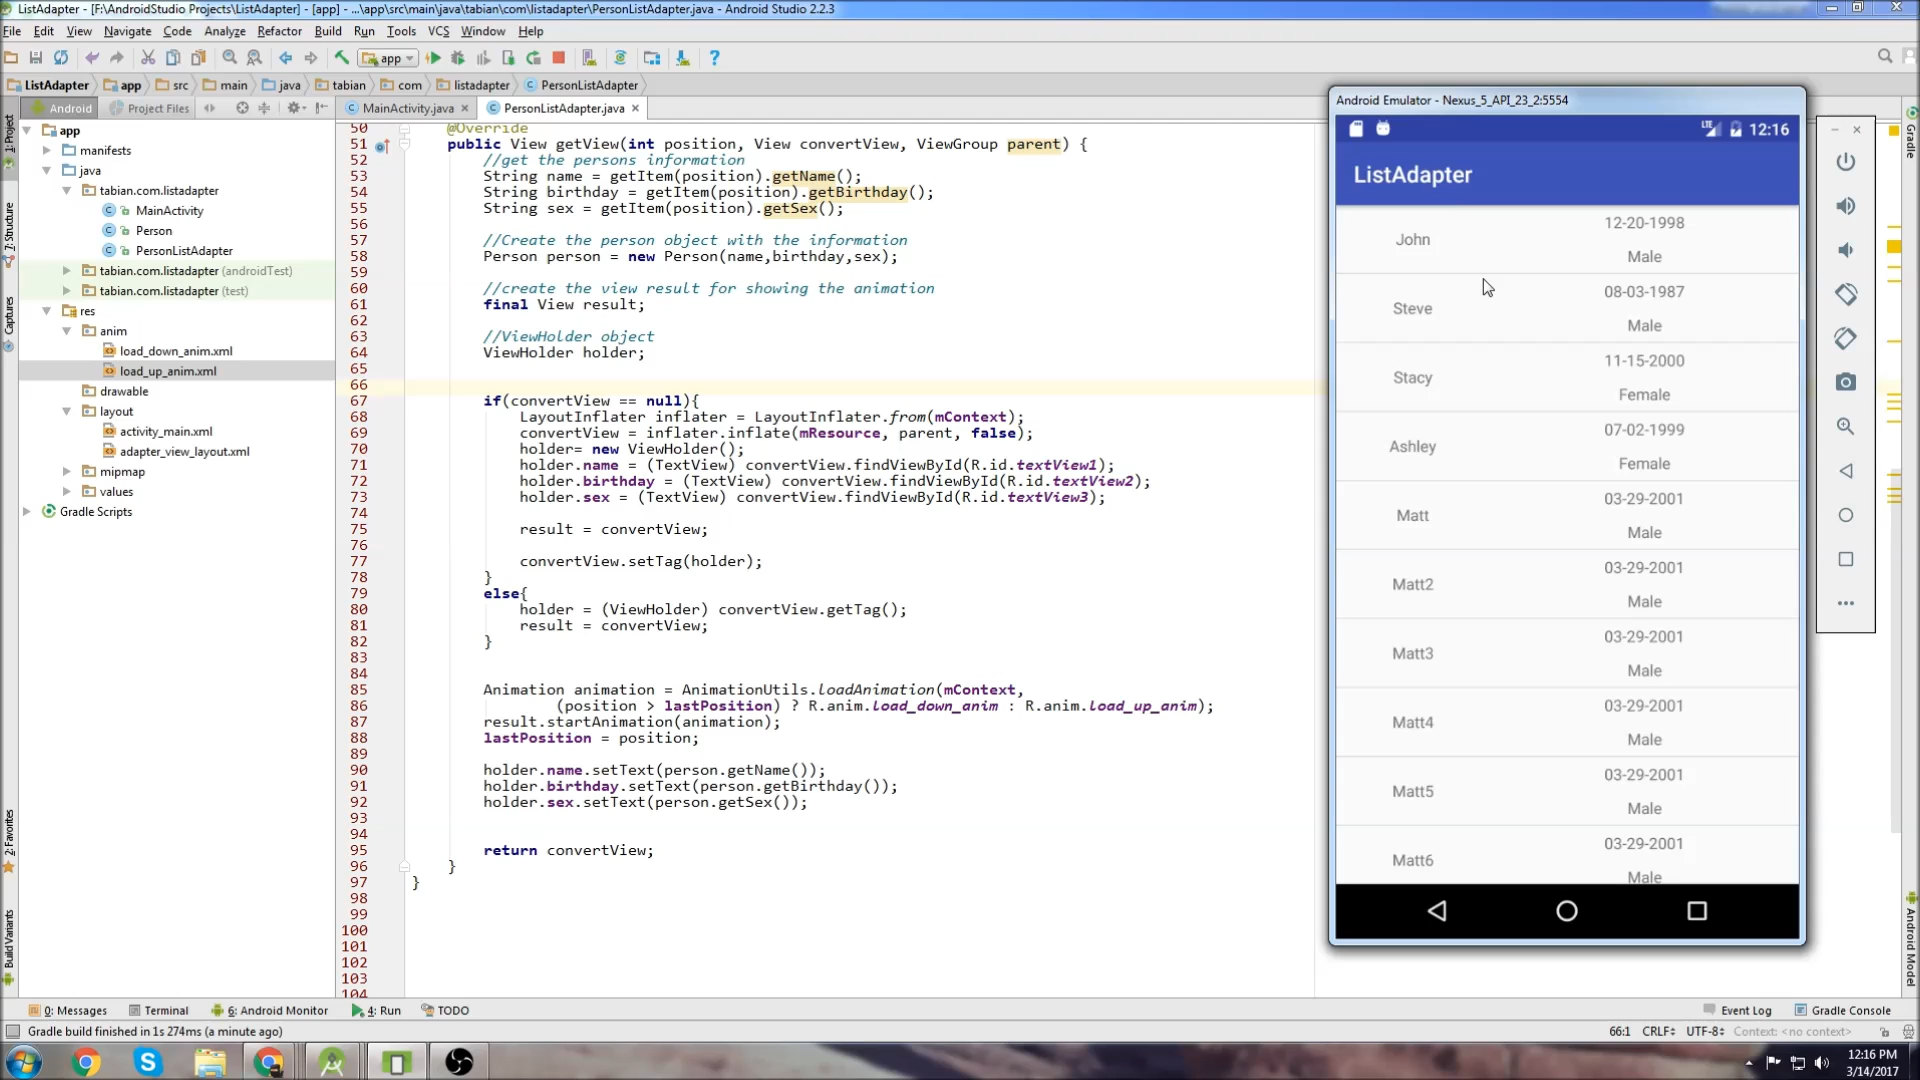 ListAdapter - [F:\AndroidStudio Projects\ListAdapter] - [app] - ...\app\src\main\java\tabian\com\listadapter\PersonListAdapter.java - Android Studio 2.2.3
File Edit View Navigate Code Analyze Refactor Build Run Tools VCS Window Help
app
ListAdapter app src main java tabian com listadapter PersonListAdapter
Android Project Files
MainActivity.java PersonListAdapter.java
1: Project
7: Structure
Captures
2: Favorites
Build Variants
app
manifests
java
tabian.com.listadapter
MainActivity
Person
PersonListAdapter
tabian.com.listadapter (androidTest)
tabian.com.listadapter (test)
res
anim
load_down_anim.xml
load_up_anim.xml
drawable
layout
activity_main.xml
adapter_view_layout.xml
mipmap
values
Gradle Scripts
50 @Override
51 public View getView(int position, View convertView, ViewGroup parent) {
52 //get the persons information
53 String name = getItem(position).getName();
54 String birthday = getItem(position).getBirthday();
55 String sex = getItem(position).getSex();
56
57 //Create the person object with the information
58 Person person = new Person(name,birthday,sex);
59
60 //create the view result for showing the animation
61 final View result;
62
63 //ViewHolder object
64 ViewHolder holder;
65
66
67 if(convertView == null){
68 LayoutInflater inflater = LayoutInflater.from(mContext);
69 convertView = inflater.inflate(mResource, parent, false);
70 holder= new ViewHolder();
71 holder.name = (TextView) convertView.findViewById(R.id.textView1);
72 holder.birthday = (TextView) convertView.findViewById(R.id.textView2);
73 holder.sex = (TextView) convertView.findViewById(R.id.textView3);
74
75 result = convertView;
76
77 convertView.setTag(holder);
78 }
79 else{
80 holder = (ViewHolder) convertView.getTag();
81 result = convertView;
82 }
83
84
85 Animation animation = AnimationUtils.loadAnimation(mContext,
86 (position > lastPosition) ? R.anim.load_down_anim : R.anim.load_up_anim);
87 result.startAnimation(animation);
88 lastPosition = position;
89
90 holder.name.setText(person.getName());
91 holder.birthday.setText(person.getBirthday());
92 holder.sex.setText(person.getSex());
93
94
95 return convertView;
96 }
97 }
98
99
100
101
102
103
104
Android Emulator - Nexus_5_API_23_2:5554
LTE 12:16
ListAdapter
John 12-20-1998
Male
Steve 08-03-1987
Male
Stacy 11-15-2000
Female
Ashley 07-02-1999
Female
Matt 03-29-2001
Male
Matt2 03-29-2001
Male
Matt3 03-29-2001
Male
Matt4 03-29-2001
Male
Matt5 03-29-2001
Male
Matt6 03-29-2001
Male
Gradle
Android Model
0: Messages Terminal 6: Android Monitor 4: Run TODO Event Log Gradle Console
Gradle build finished in 1s 274ms (a minute ago) 66:1 CRLF UTF-8 Context: <no context>
12:16 PM
3/14/2017